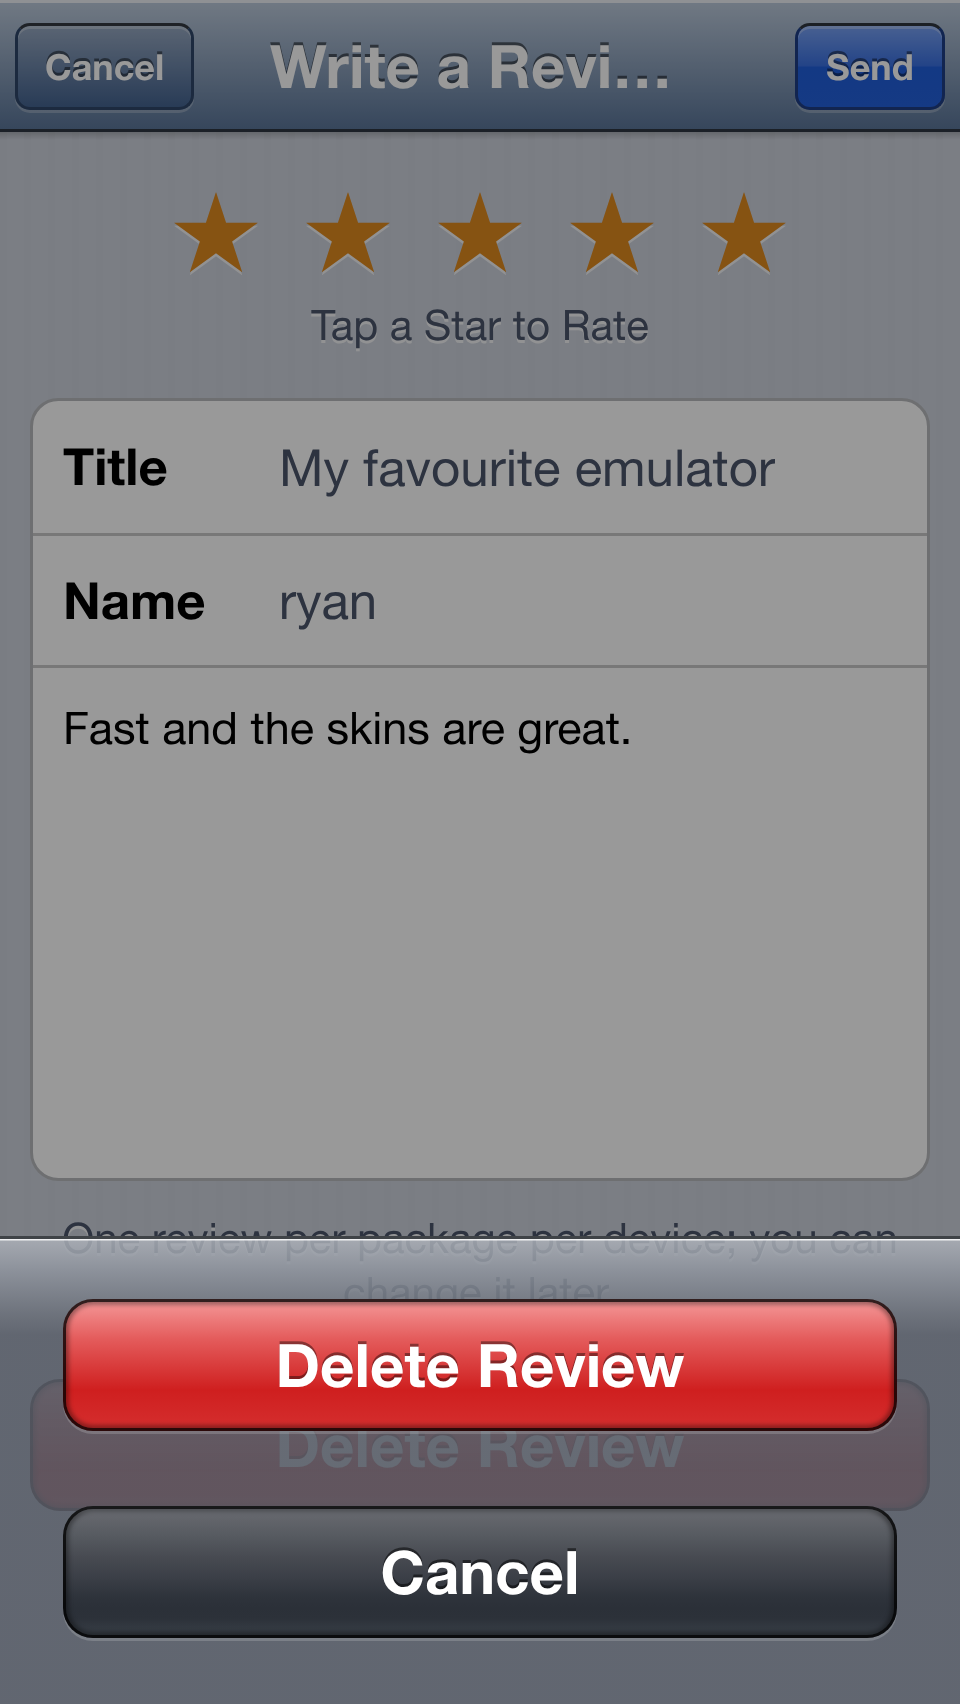 Cancel
Write a Revi...
Send
Tap a Star to Rate
Title
My favourite emulator
Name
ryan
Fast and the skins are great.
One review per package per device; you can
change it later
Delete Review
Delete Review
Cancel